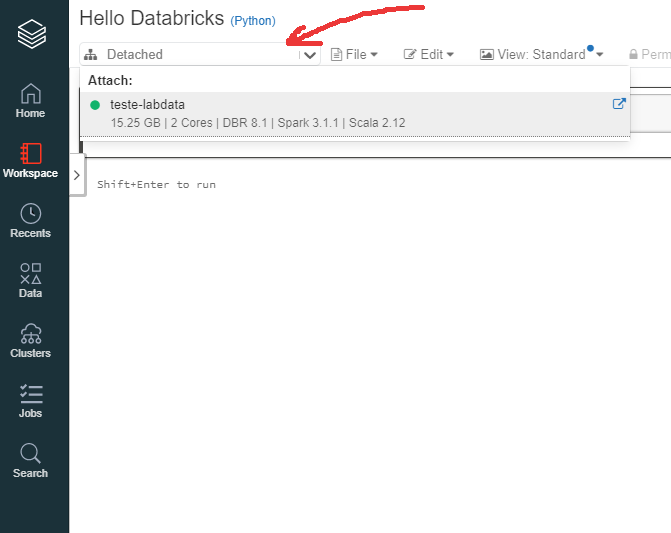 Hello Databricks (Python)
Detached File Edit View: Standard Perm
Attach:
teste-labdata
15.25 GB | 2 Cores | DBR 8.1 | Spark 3.1.1 | Scala 2.12
Shift+Enter to run
Home
Workspace
Recents
Data
Clusters
Jobs
Search